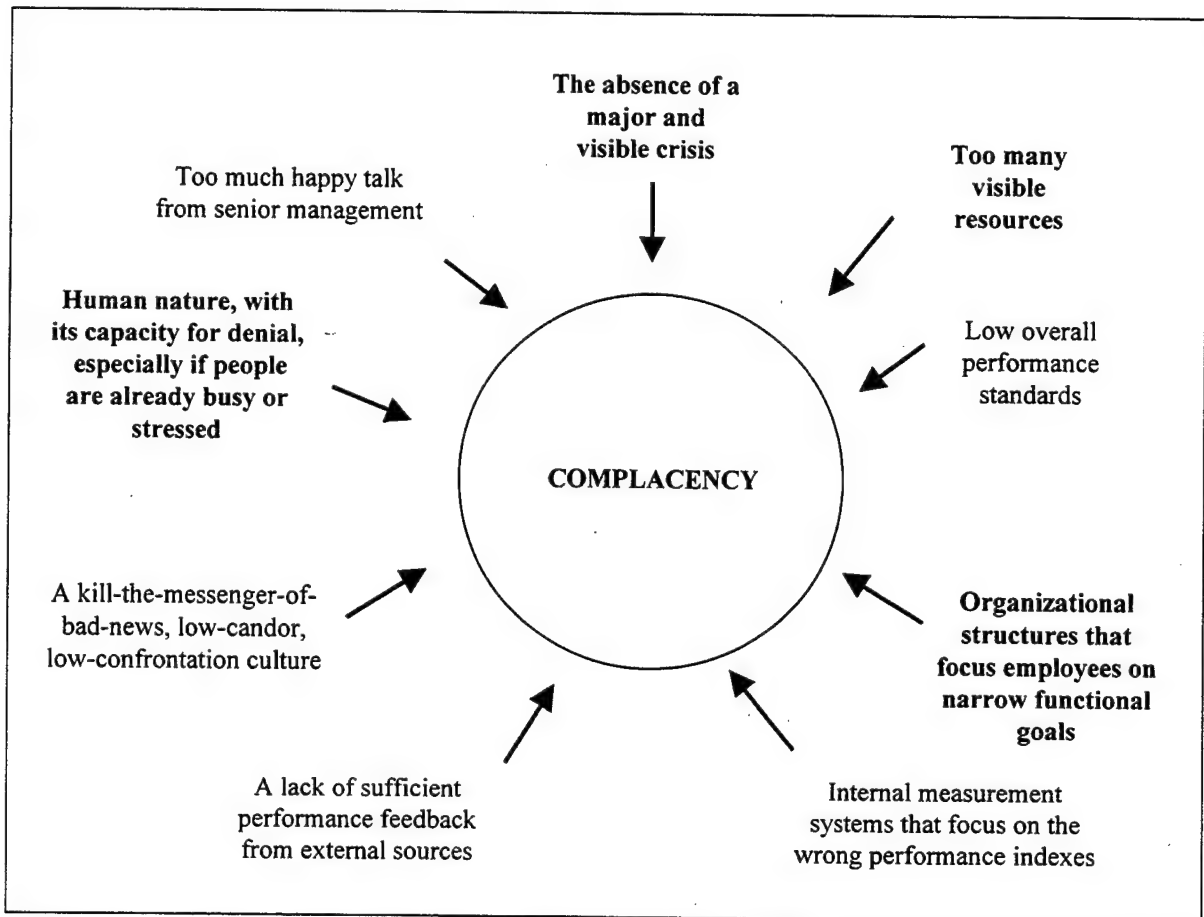 The absence of a
major and
visible crisis
Too many
visible
resources
Low overall
performance
standards
Organizational
structures that
focus employees on
narrow functional
goals
Internal measurement
systems that focus on the
wrong performance indexes
A lack of sufficient
performance feedback
from external sources
A kill-the-messenger-of-
bad-news, low-candor,
low-confrontation culture
Human nature, with
its capacity for denial,
especially if people
are already busy or
stressed
Too much happy talk
from senior management
COMPLACENCY